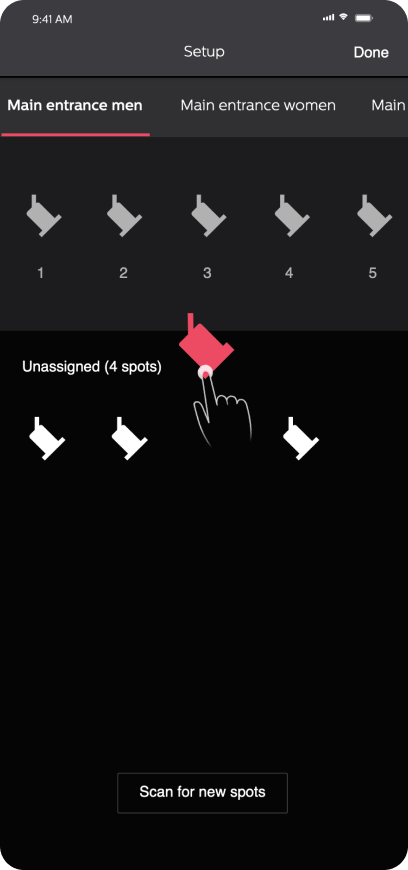 9:41 AM
Setup
Done
Main entrance men
Main entrance women
Main
1
2
3
4
5
Unassigned (4 spots)
Scan for new spots